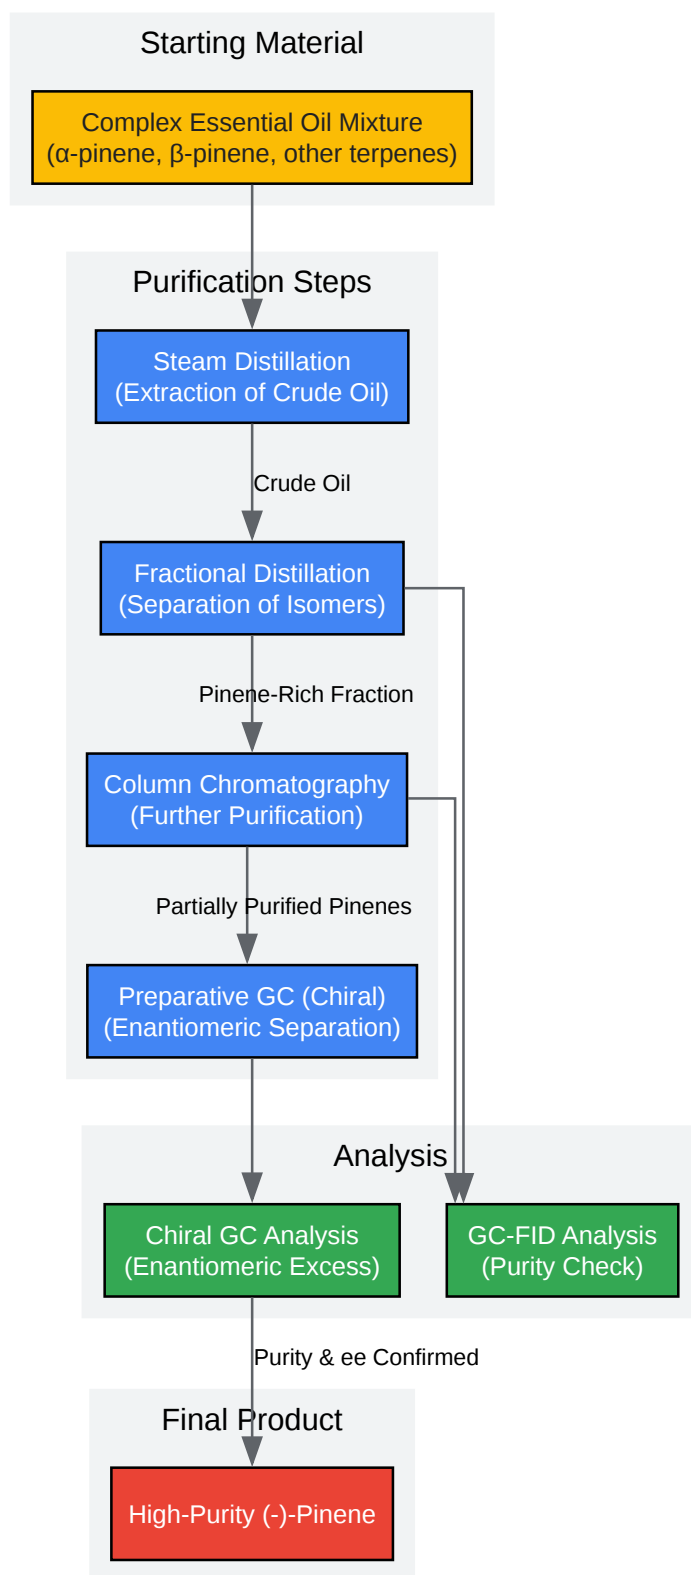 Starting Material
Complex Essential Oil Mixture
(α-pinene, β-pinene, other terpenes)
Purification Steps
Steam Distillation
(Extraction of Crude Oil)
Crude Oil
Fractional Distillation
(Separation of Isomers)
Pinene-Rich Fraction
Column Chromatography
(Further Purification)
Partially Purified Pinenes
Preparative GC (Chiral)
(Enantiomeric Separation)
Analysis
Chiral GC Analysis
(Enantiomeric Excess)
GC-FID Analysis
(Purity Check)
Purity & ee Confirmed
Final Product
High-Purity (-)-Pinene